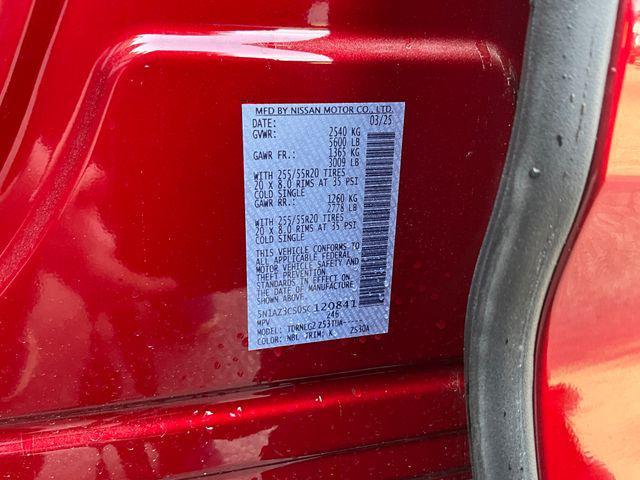 MFD BY NISSAN MOTOR CO., LTD.
DATE: 03/25
GVWR: 2540 KG
5600 LB
GAWR FR.: 1365 KG
3009 LB
WITH 255/55R20 TIRES
20 X 8.0 RIMS AT 35 PSI
COLD SINGLE
GAWR RR.: 1260 KG
2778 LB
WITH 255/55R20 TIRES
20 X 8.0 RIMS AT 35 PSI
COLD SINGLE
THIS VEHICLE CONFORMS TO
ALL APPLICABLE FEDERAL
MOTOR VEHICLE SAFETY AND
THEFT PREVENTION
STANDARDS IN EFFECT ON
THE DATE OF MANUFACTURE
SHOWN ABOVE.
5N1AZ3CS0SC120841
MPV 246
MODEL:
COLOR: NBL TRIM: K ZS30A